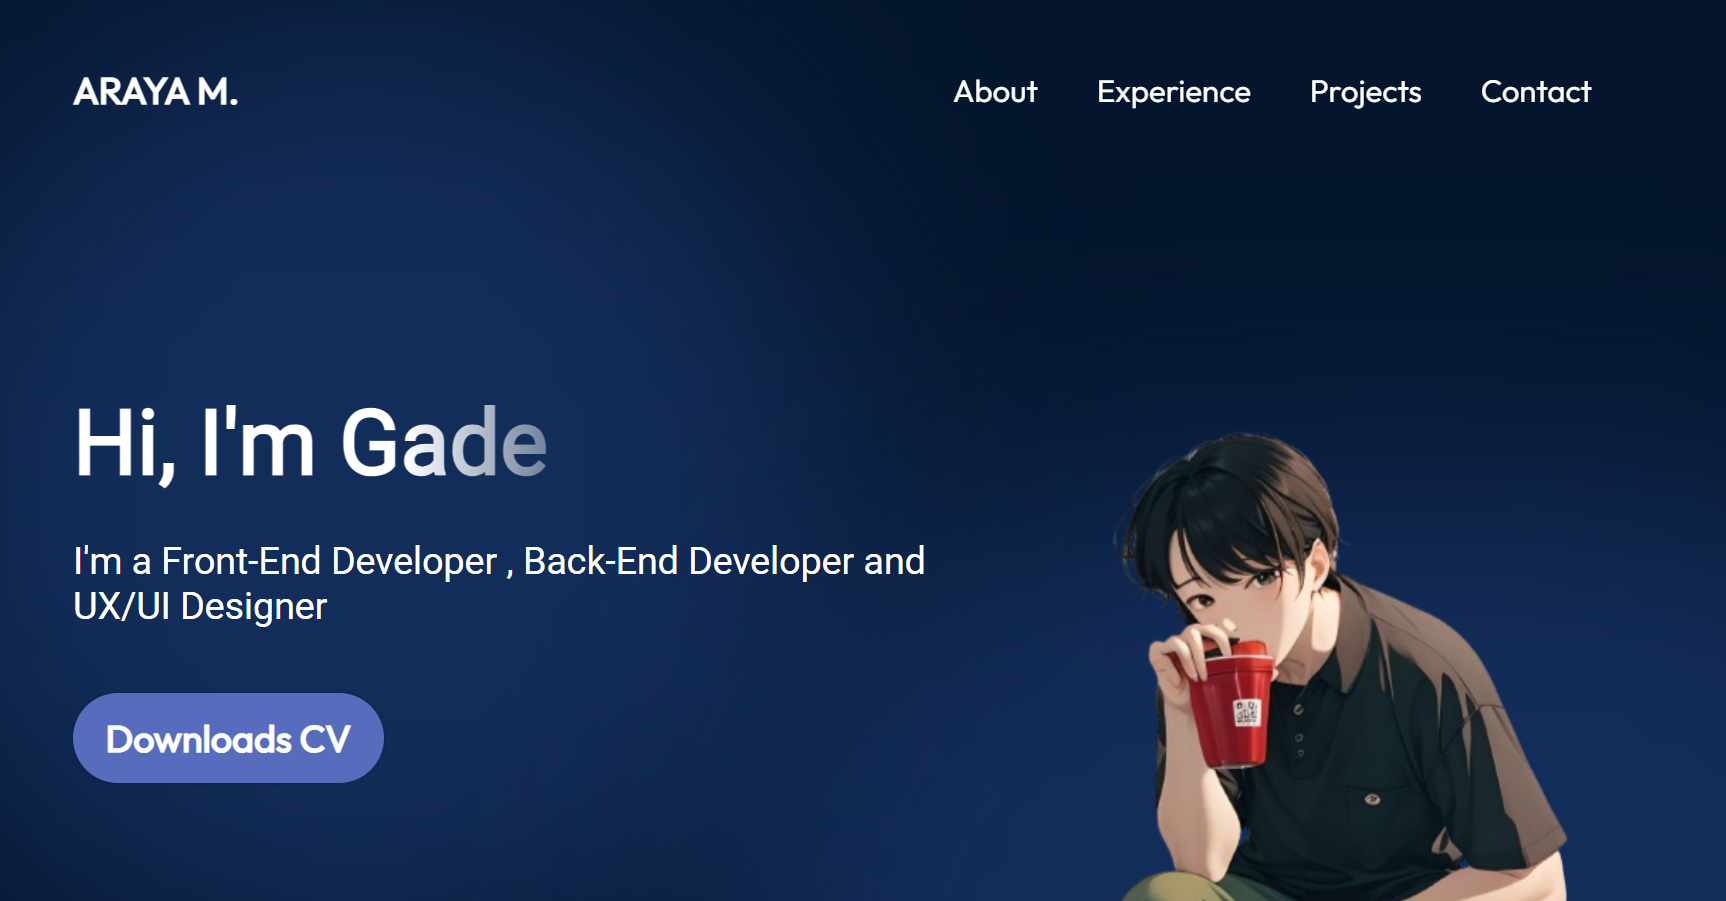 ARAYA M.
About Experience Projects Contact
Hi, I'm Gade
I'm a Front-End Developer , Back-End Developer and
UX/UI Designer
Downloads CV